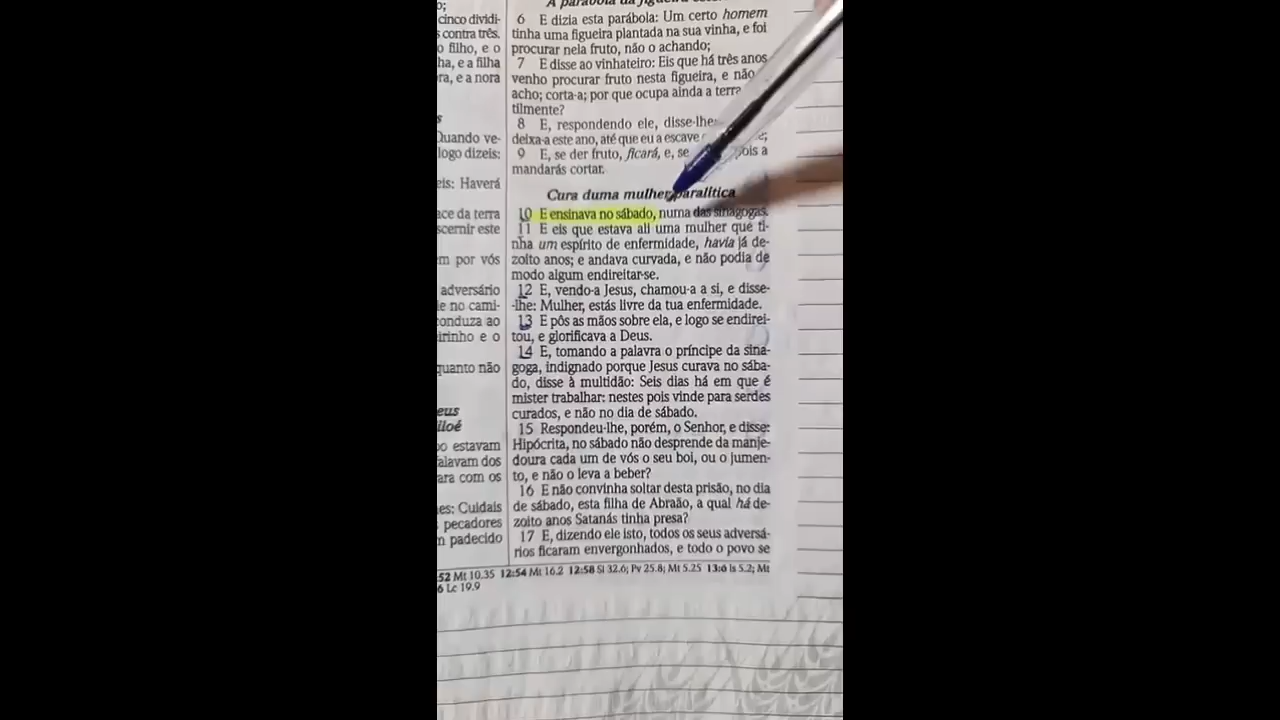 o;
cinco dividi-
s contra três.
o filho, e o
ha, e a filha
ra, e a nora
s
Quando ve-
logo dizeis:
eis: Haverá
ace da terra
scernir este
m por vós
adversário
e no cami-
onduza ao
irinho e o
quanto não
eus
iloé
po estavam
falavam dos
ara com os
es: Cuidais
s pecadores
m padecido
A parábola da figueira
6 E dizia esta parábola: Um certo homem
tinha uma figueira plantada na sua vinha, e foi
procurar nela fruto, não o achando;
7 E disse ao vinhateiro: Eis que há três anos
venho procurar fruto nesta figueira, e não
acho; corta-a; por que ocupa ainda a terra
tilmente?
8 E, respondendo ele, disse-lhe
deixa-a este ano, até que eu a escave
9 E, se der fruto, ficará, e, se ois a
mandarás cortar.
Cura duma mulher paralítica
10 E ensinava no sábado, numa das sinagogas.
11 E eis que estava ali uma mulher que ti-
nha um espírito de enfermidade, havia já de-
zoito anos; e andava curvada, e não podia de
modo algum endireitar-se.
12 E, vendo-a Jesus, chamou-a a si, e disse-
-lhe: Mulher, estás livre da tua enfermidade.
13 E pôs as mãos sobre ela, e logo se endirei-
tou, e glorificava a Deus.
14 E, tomando a palavra o príncipe da sina-
goga, indignado porque Jesus curava no sába-
do, disse à multidão: Seis dias há em que é
mister trabalhar: nestes pois vinde para serdes
curados, e não no dia de sábado.
15 Respondeu-lhe, porém, o Senhor, e disse:
Hipócrita, no sábado não desprende da manje-
doura cada um de vós o seu boi, ou o jumen-
to, e não o leva a beber?
16 E não convinha soltar desta prisão, no dia
de sábado, esta filha de Abraão, a qual há de-
zoito anos Satanás tinha presa?
17 E, dizendo ele isto, todos os seus adversá-
rios ficaram envergonhados, e todo o povo se
52 Mt 10.35 12:54 Mt 16.2 12:58 Sl 32.6; Pv 25.8; Mt 5.25 13:6 Is 5.2; Mt
6 Lc 19.9